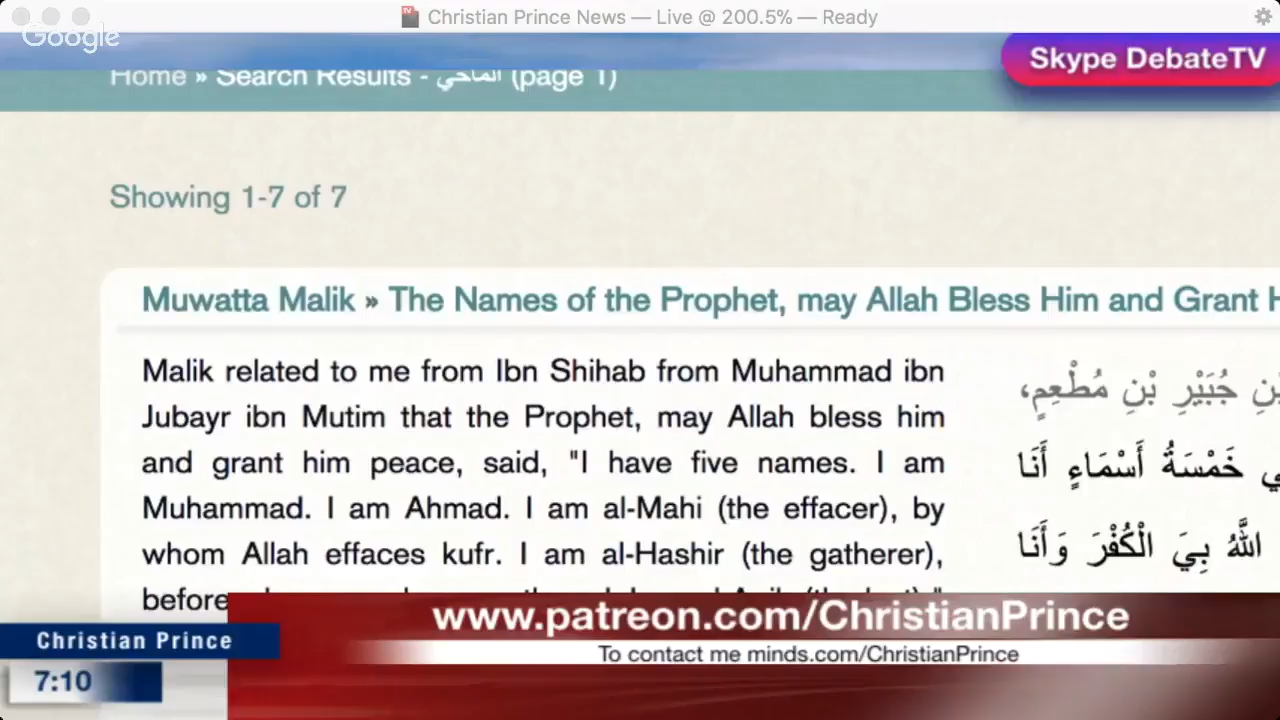 Christian Prince News — Live @ 200.5% — Ready
Google
Skype DebateTV
Home » Search Results - الماحي (page 1)
Showing 1-7 of 7
Muwatta Malik » The Names of the Prophet, may Allah Bless Him and Grant H
Malik related to me from Ibn Shihab from Muhammad ibn
Jubayr ibn Mutim that the Prophet, may Allah bless him
and grant him peace, said, "I have five names. I am
Muhammad. I am Ahmad. I am al-Mahi (the effacer), by
whom Allah effaces kufr. I am al-Hashir (the gatherer),
before
بْنِ جُبَيْرِ بْنِ مُطْعِمٍ،
خَمْسَةُ أَسْمَاءٍ أَنَا
اللَّهُ بِيَ الْكُفْرَ وَأَنَا
www.patreon.com/ChristianPrince
To contact me minds.com/ChristianPrince
Christian Prince
7:10